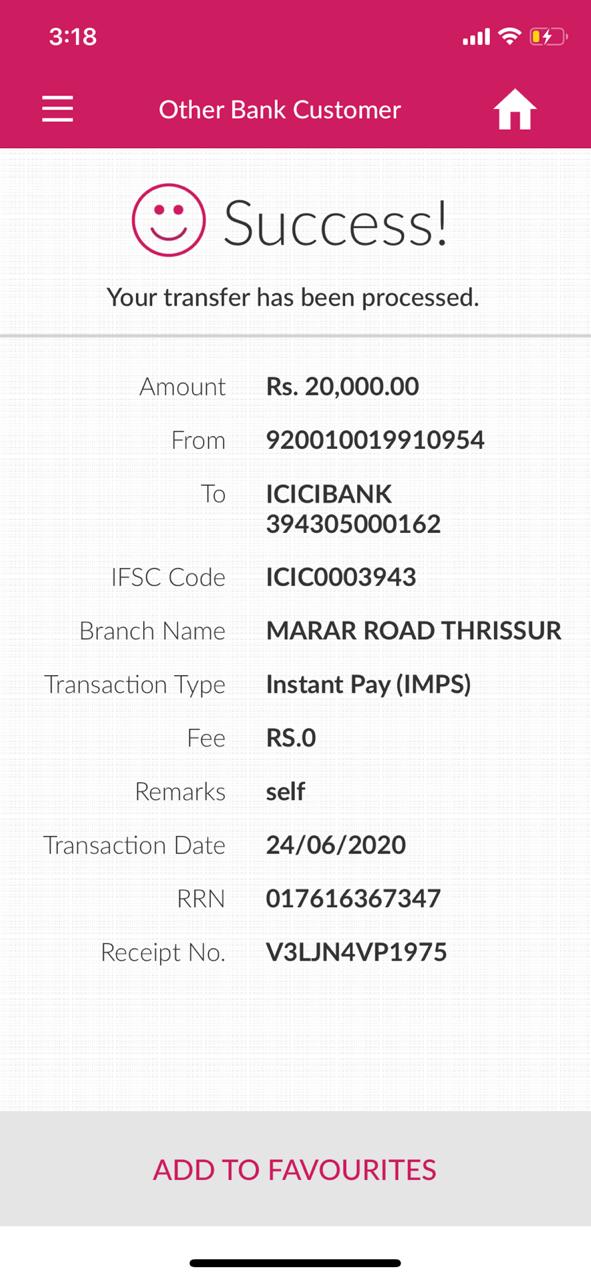 3:18
Other Bank Customer
Success!
Your transfer has been processed.
Amount Rs. 20,000.00
From 920010019910954
To ICICIBANK
394305000162
IFSC Code ICIC0003943
Branch Name MARAR ROAD THRISSUR
Transaction Type Instant Pay (IMPS)
Fee RS.0
Remarks self
Transaction Date 24/06/2020
RRN 017616367347
Receipt No. V3LJN4VP1975
ADD TO FAVOURITES